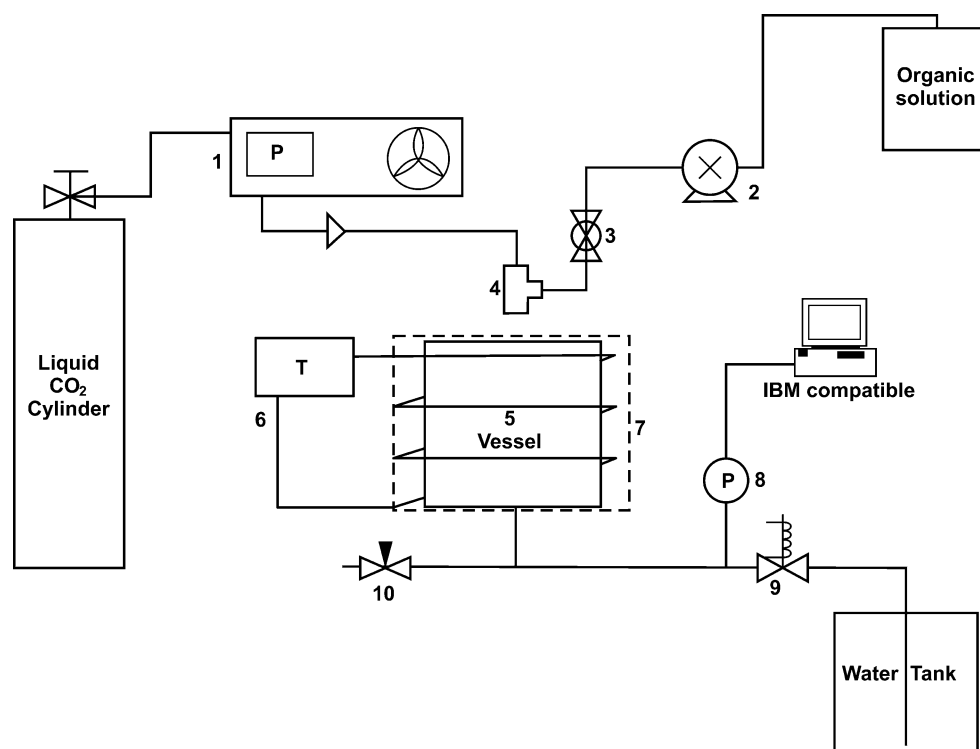 Organic
solution
1
P
2
3
4
Liquid
CO₂
Cylinder
T
6
5
Vessel
7
IBM compatible
P
8
9
10
Water Tank